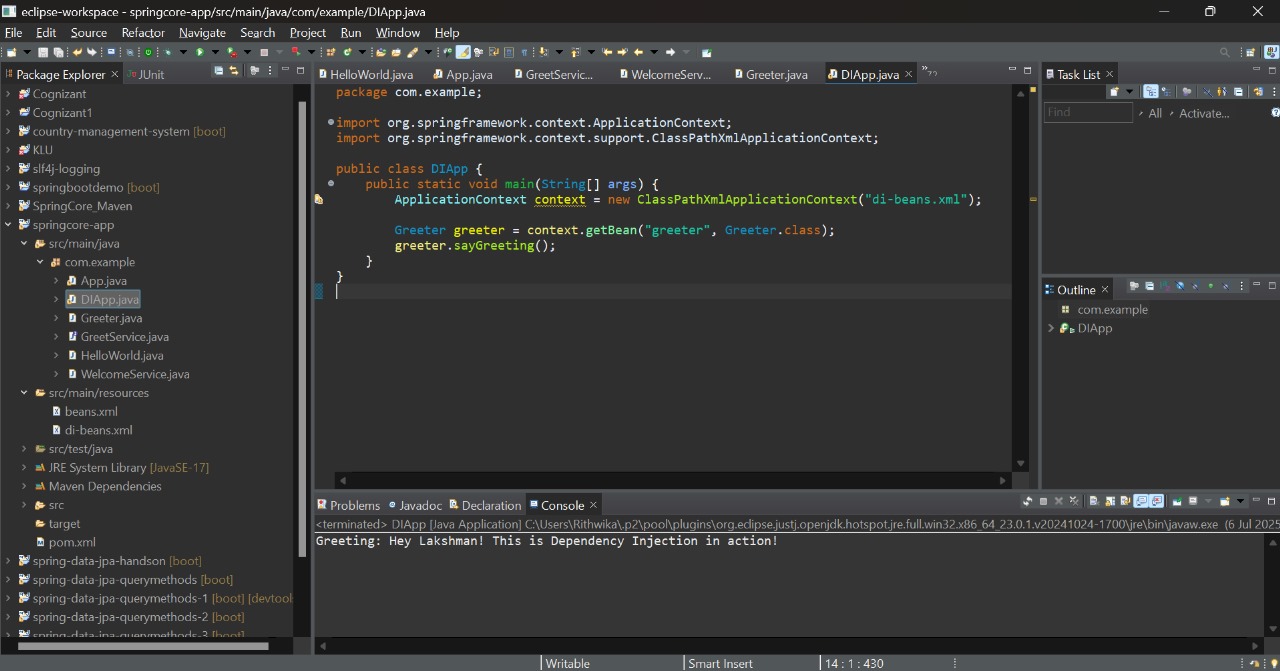 eclipse-workspace - springcore-app/src/main/java/com/example/DIApp.java
File Edit Source Refactor Navigate Search Project Run Window Help
Package Explorer JUnit
Cognizant
Cognizant1
country-management-system [boot]
KLU
slf4j-logging
springbootdemo [boot]
SpringCore_Maven
springcore-app
src/main/java
com.example
App.java
DIApp.java
Greeter.java
GreetService.java
HelloWorld.java
WelcomeService.java
src/main/resources
beans.xml
di-beans.xml
src/test/java
JRE System Library [JavaSE-17]
Maven Dependencies
src
target
pom.xml
spring-data-jpa-handson [boot]
spring-data-jpa-querymethods [boot]
spring-data-jpa-querymethods-1 [boot] [devtool
spring-data-jpa-querymethods-2 [boot]
spring-data-jpa-querymethods-3 [boot]
HelloWorld.java App.java GreetServic... WelcomeServ... Greeter.java DIApp.java
package com.example;
import org.springframework.context.ApplicationContext;
import org.springframework.context.support.ClassPathXmlApplicationContext;
public class DIApp {
public static void main(String[] args) {
ApplicationContext context = new ClassPathXmlApplicationContext("di-beans.xml");
Greeter greeter = context.getBean("greeter", Greeter.class);
greeter.sayGreeting();
}
}
Task List
Find All Activate...
Outline
com.example
DIApp
Problems Javadoc Declaration Console
<terminated> DIApp [Java Application] C:\Users\Rithwika\.p2\pool\plugins\org.eclipse.justj.openjdk.hotspot.jre.full.win32.x86_64_23.0.1.v20241024-1700\jre\bin\javaw.exe (6 Jul 2025
Greeting: Hey Lakshman! This is Dependency Injection in action!
Writable Smart Insert 14 : 1 : 430